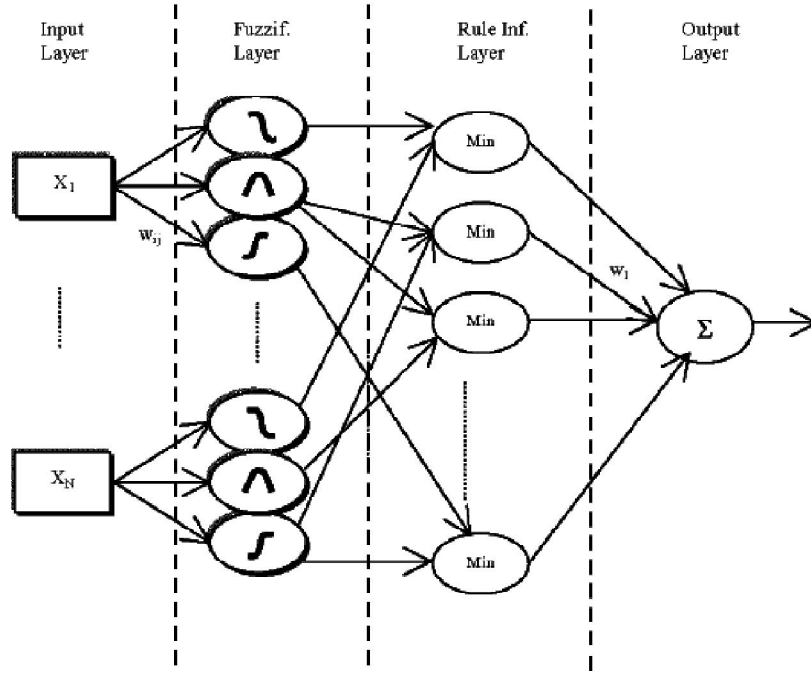 Input
Layer
Fuzzif.
Layer
Rule Inf.
Layer
Output
Layer
X1
wij
XN
Min
Min
Min
Min
w1
Σ